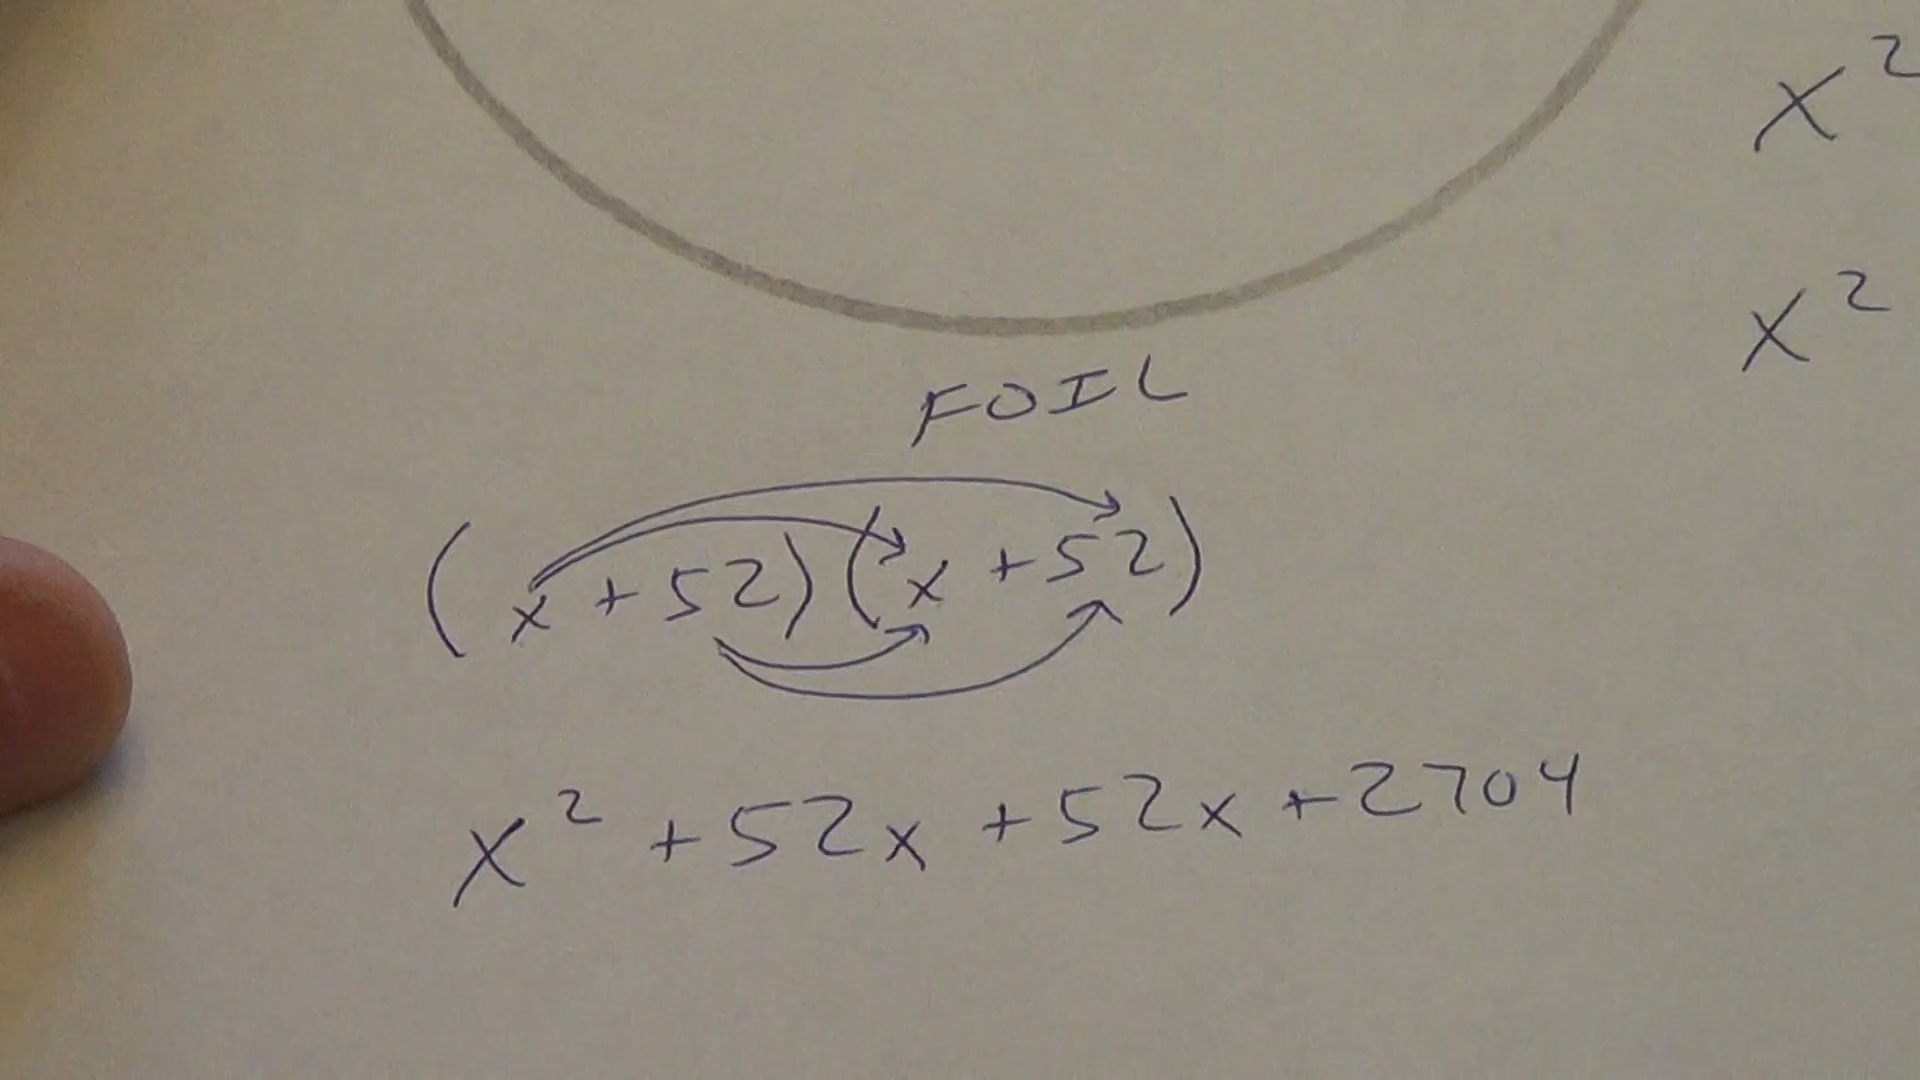 x²
x²
FOIL
(x + 52)(x + 52)
x² + 52x + 52x + 2704